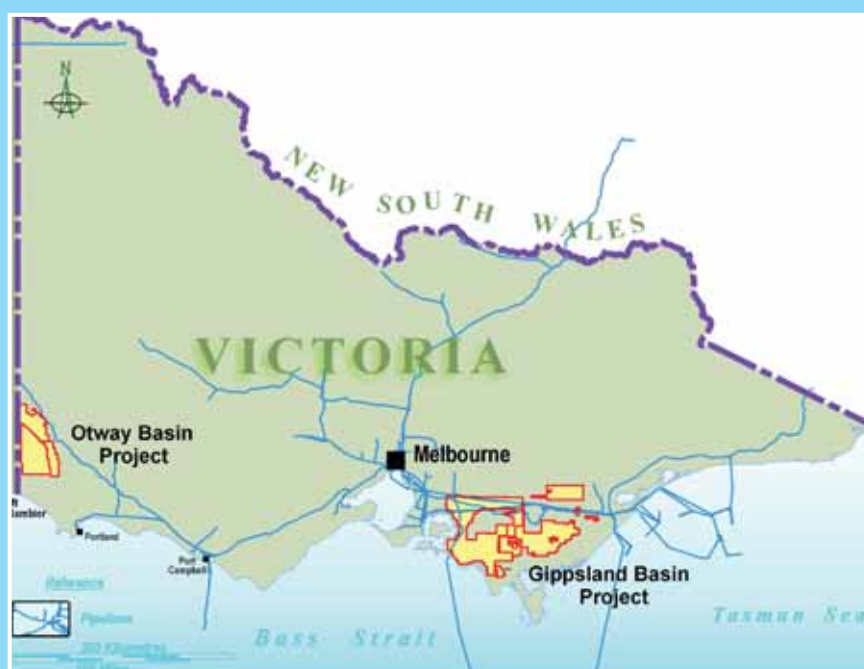 N
NEW SOUTH WALES
VICTORIA
Otway Basin
Project
Melbourne
Portland
Port
Campbell
Gippsland Basin
Project
Reference
Pipelines
Bass Strait
Tasman Sea